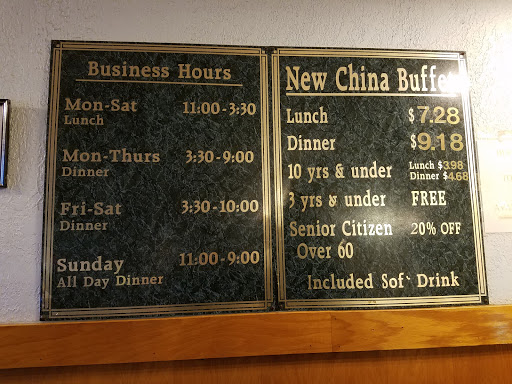 Business Hours
Mon-Sat 11:00-3:30
Lunch
Mon-Thurs 3:30-9:00
Dinner
Fri-Sat 3:30-10:00
Dinner
Sunday 11:00-9:00
All Day Dinner
New China Buffe
Lunch $7.28
Dinner $9.18
10 yrs & under Lunch $3.98
Dinner $4.68
3 yrs & under FREE
Senior Citizen 20% OFF
Over 60
Included Sof Drink